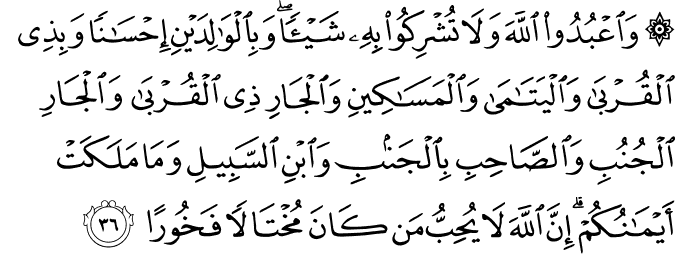 ۞ وَٱعۡبُدُواْ ٱللَّهَ وَلَا تُشۡرِكُواْ بِهِۦ شَيۡـٔٗاۖ وَبِٱلۡوَٰلِدَيۡنِ إِحۡسَٰنٗا وَبِذِي
ٱلۡقُرۡبَىٰ وَٱلۡيَتَٰمَىٰ وَٱلۡمَسَٰكِينِ وَٱلۡجَارِ ذِي ٱلۡقُرۡبَىٰ وَٱلۡجَارِ
ٱلۡجُنُبِ وَٱلصَّاحِبِ بِٱلۡجَنۢبِ وَٱبۡنِ ٱلسَّبِيلِ وَمَا مَلَكَتۡ
أَيۡمَٰنُكُمۡۗ إِنَّ ٱللَّهَ لَا يُحِبُّ مَن كَانَ مُخۡتَالٗا فَخُورًا ٣٦